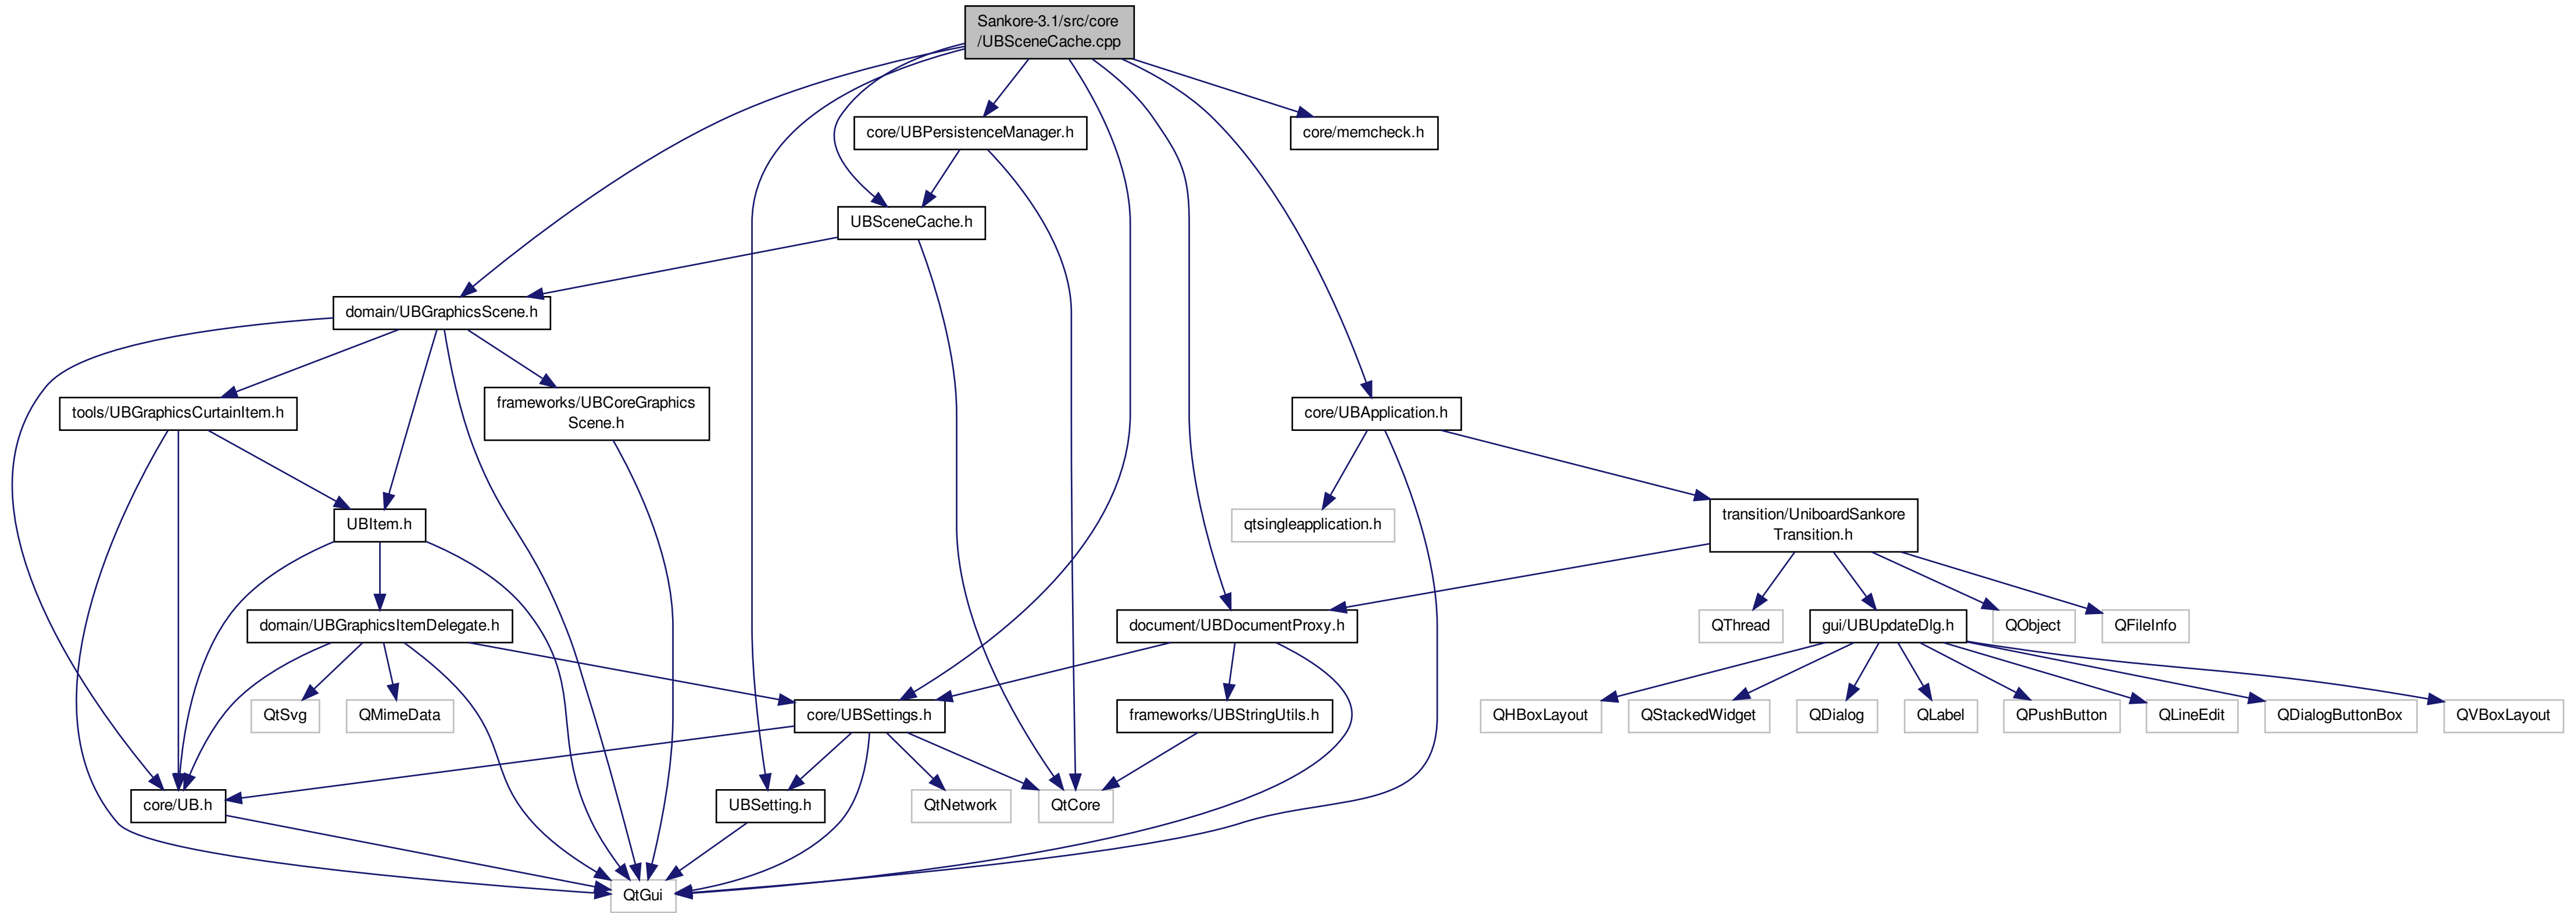 Sankore-3.1/src/core
/UBSceneCache.cpp
core/UBPersistenceManager.h
core/memcheck.h
UBSceneCache.h
domain/UBGraphicsScene.h
tools/UBGraphicsCurtainItem.h
frameworks/UBCoreGraphics
Scene.h
core/UBApplication.h
UBItem.h
qtsingleapplication.h
transition/UniboardSankore
Transition.h
domain/UBGraphicsItemDelegate.h
document/UBDocumentProxy.h
QThread
gui/UBUpdateDlg.h
QObject
QFileInfo
QtSvg
QMimeData
core/UBSettings.h
frameworks/UBStringUtils.h
QHBoxLayout
QStackedWidget
QDialog
QLabel
QPushButton
QLineEdit
QDialogButtonBox
QVBoxLayout
core/UB.h
UBSetting.h
QtNetwork
QtCore
QtGui